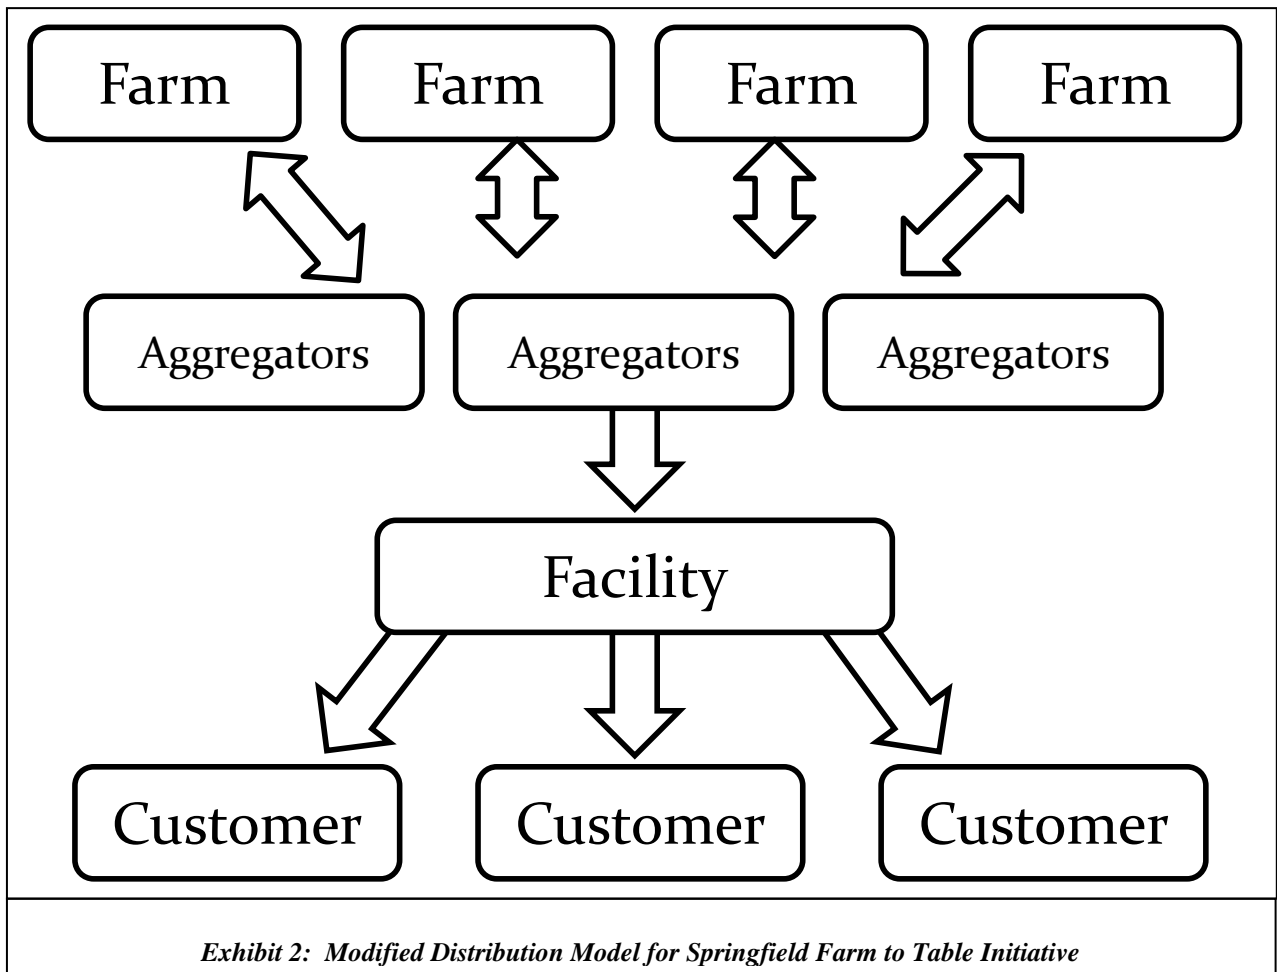 Farm Farm Farm Farm
Aggregators Aggregators Aggregators
Facility
Customer Customer Customer
Exhibit 2: Modified Distribution Model for Springfield Farm to Table Initiative